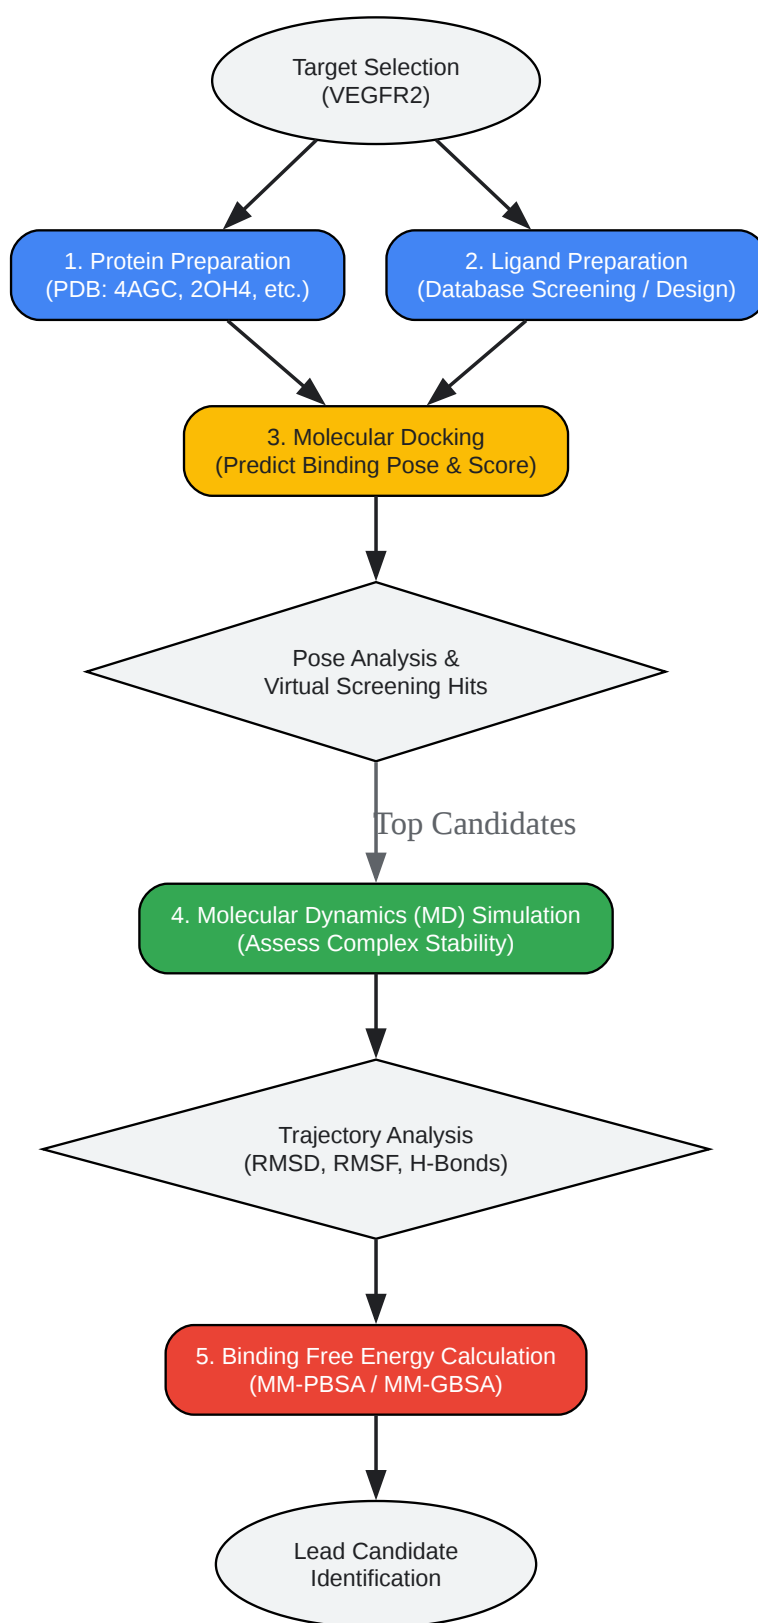 Target Selection
(VEGFR2)
1. Protein Preparation
(PDB: 4AGC, 2OH4, etc.)
2. Ligand Preparation
(Database Screening / Design)
3. Molecular Docking
(Predict Binding Pose & Score)
Pose Analysis &
Virtual Screening Hits
Top Candidates
4. Molecular Dynamics (MD) Simulation
(Assess Complex Stability)
Trajectory Analysis
(RMSD, RMSF, H-Bonds)
5. Binding Free Energy Calculation
(MM-PBSA / MM-GBSA)
Lead Candidate
Identification